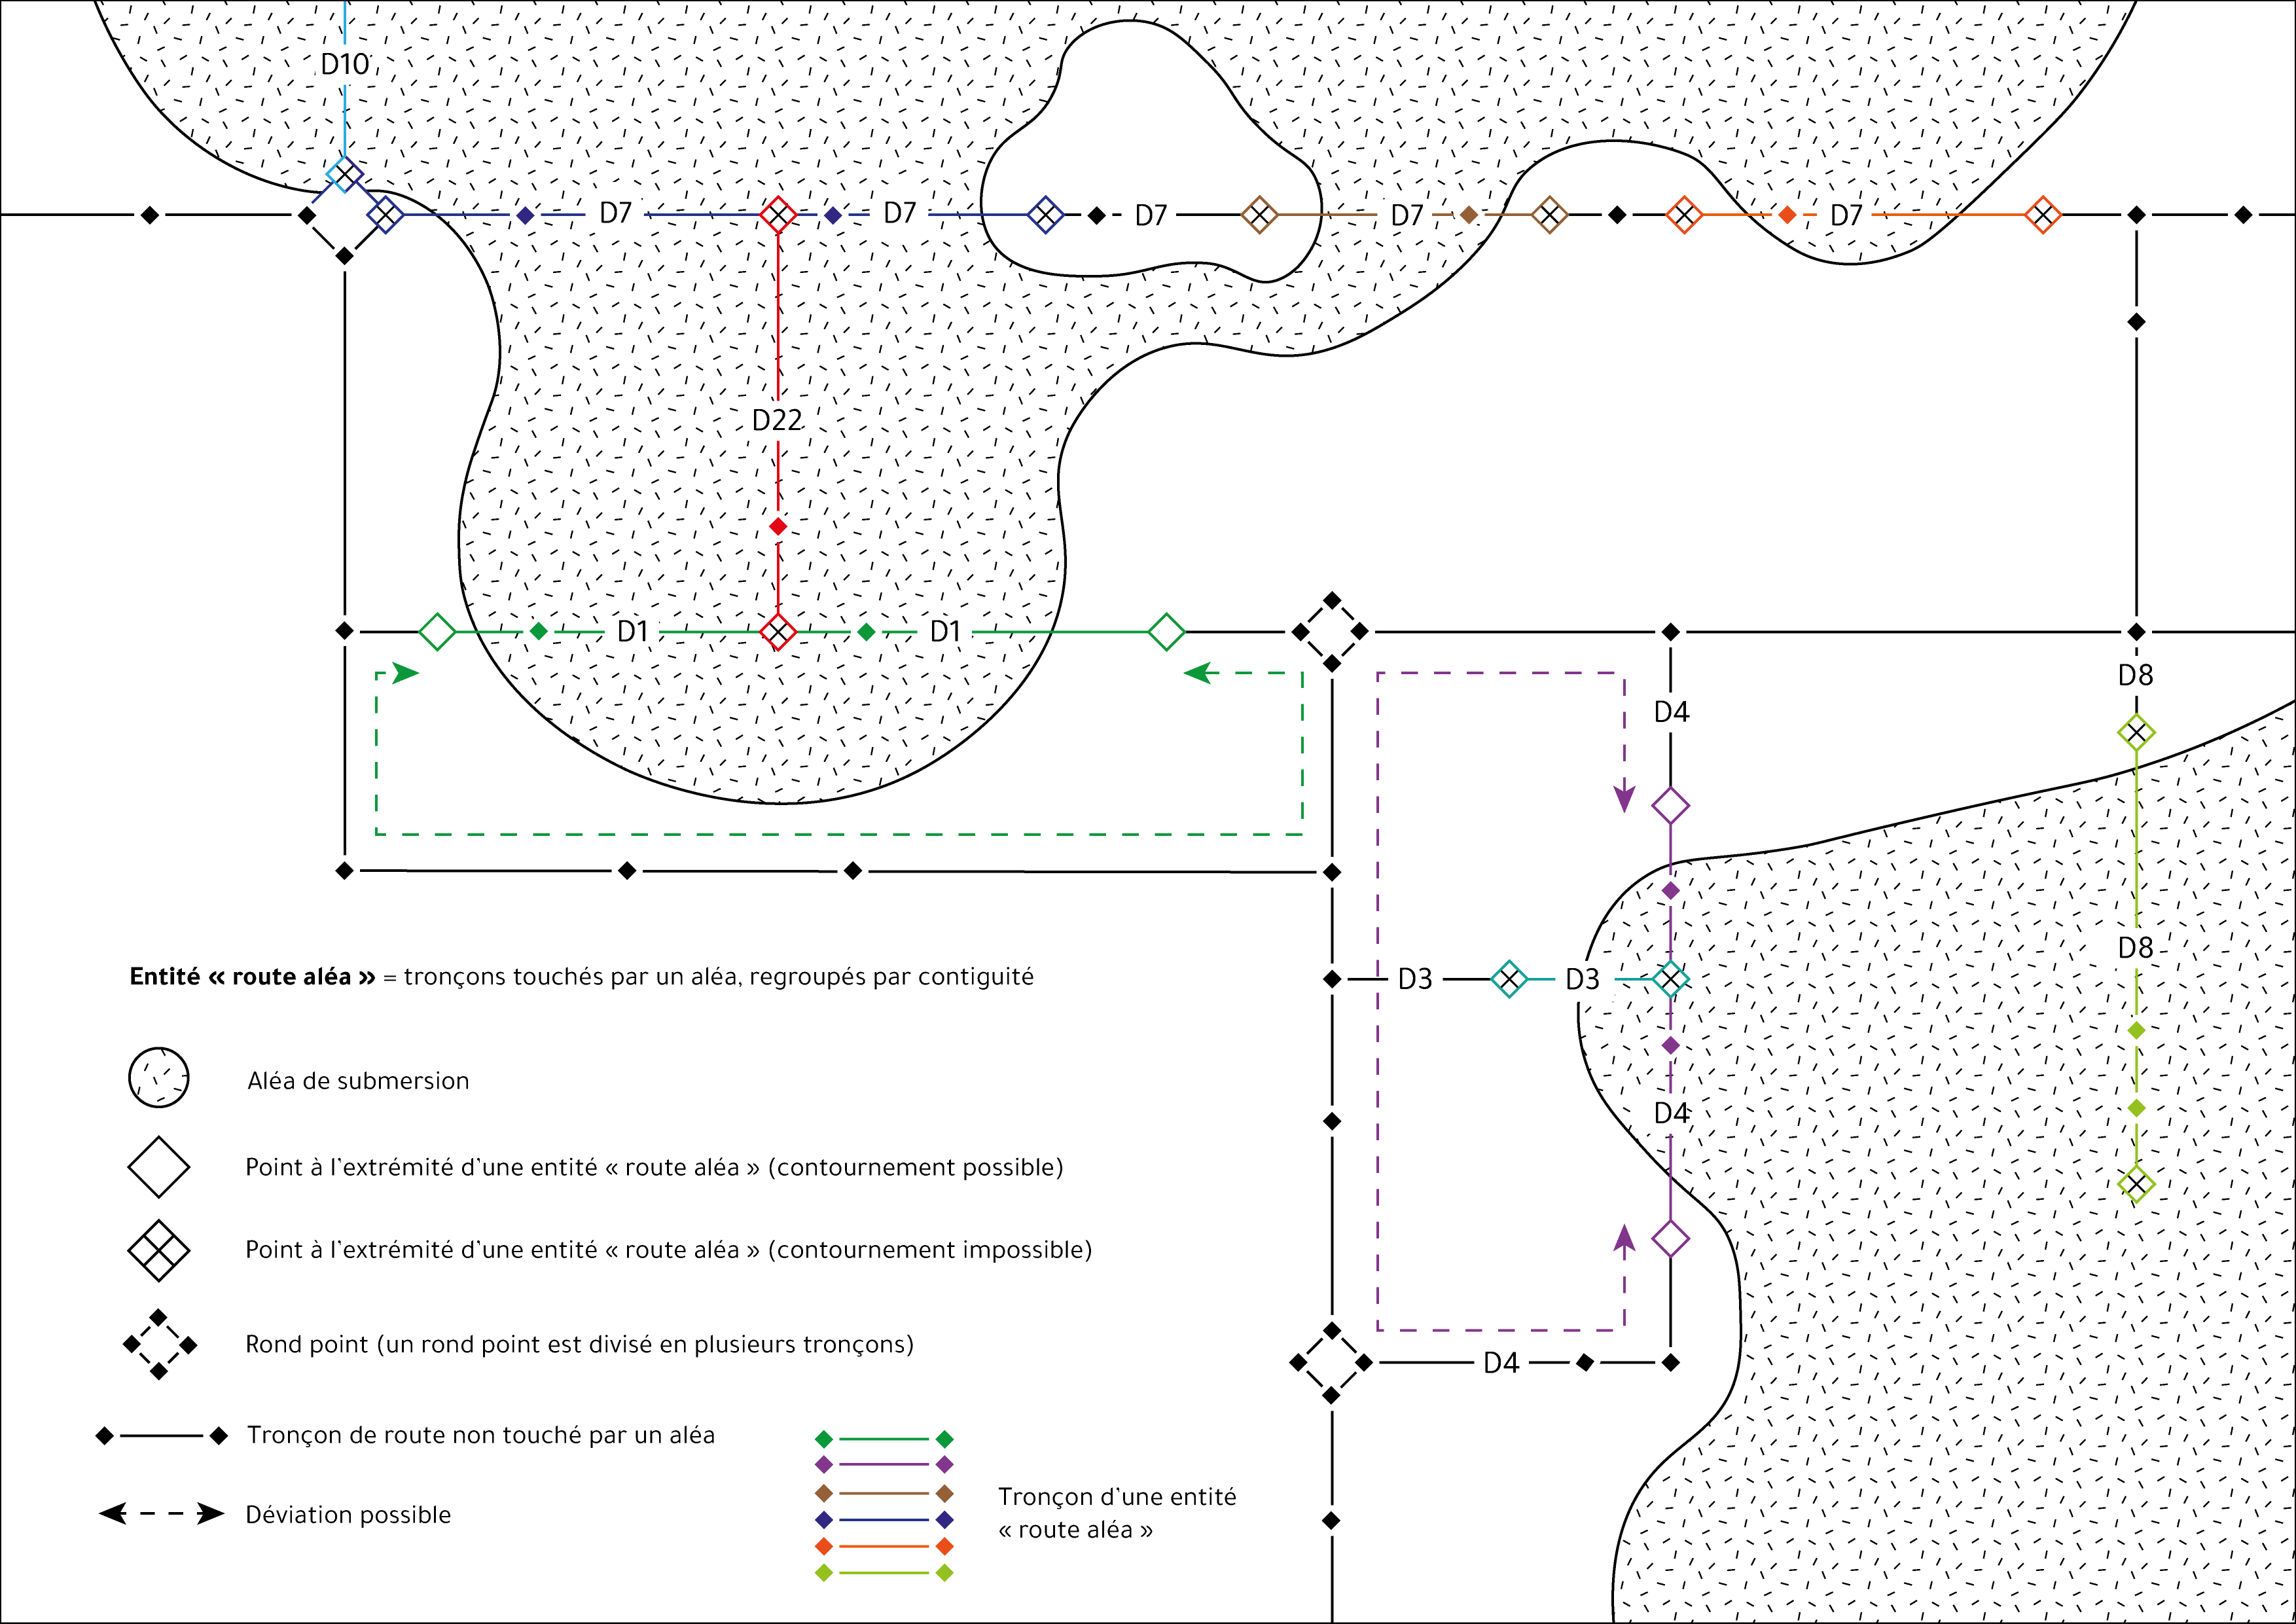 D10
D7
D7
D7
D7
D7
D22
D1
D1
D8
D4
D8
D3
D3
D4
D4
Entité « route aléa » = tronçons touchés par un aléa, regroupés par contiguité
Aléa de submersion
Point à l'extrémité d'une entité « route aléa » (contournement possible)
Point à l'extrémité d'une entité « route aléa » (contournement impossible)
Rond point (un rond point est divisé en plusieurs tronçons)
Tronçon de route non touché par un aléa
Déviation possible
Tronçon d'une entité
« route aléa »